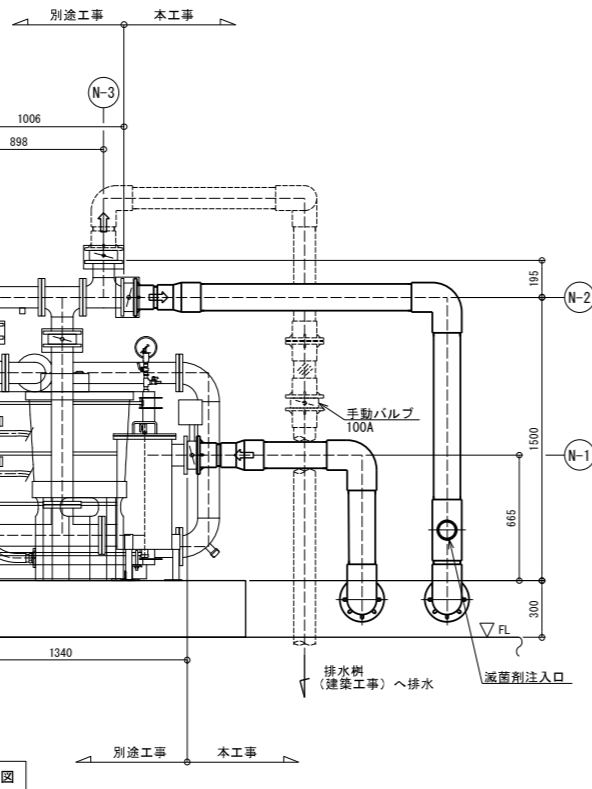 別途工事
本工事
N-3
1006
898
195
N-2
手動バルブ
100A
1500
N-1
665
300
FL
1340
排水桝
(建築工事)へ排水
滅菌剤注入口
別途工事
本工事
図